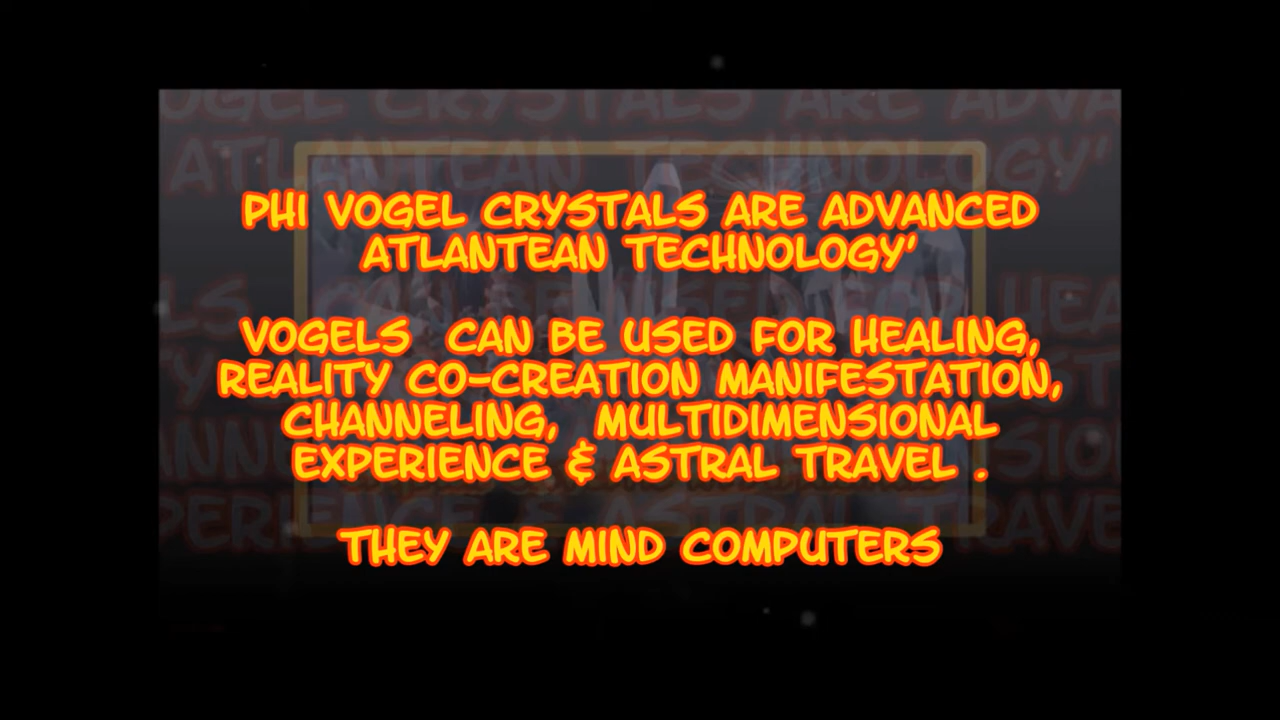 PHI VOGEL CRYSTALS ARE ADVANCED
ATLANTEAN TECHNOLOGY'
VOGELS CAN BE USED FOR HEALING,
REALITY CO-CREATION MANIFESTATION,
CHANNELING, MULTIDIMENSIONAL
EXPERIENCE & ASTRAL TRAVEL .
THEY ARE MIND COMPUTERS